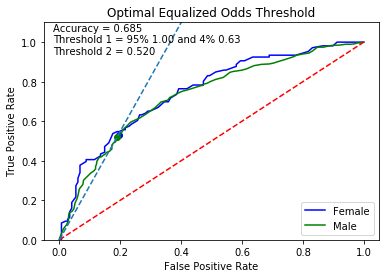 Optimal Equalized Odds Threshold
Accuracy = 0.685
Threshold 1 = 95% 1.00 and 4% 0.63
Threshold 2 = 0.520
True Positive Rate
1.0
0.8
0.6
0.4
0.2
0.0
0.0 0.2 0.4 0.6 0.8 1.0
False Positive Rate
Female
Male